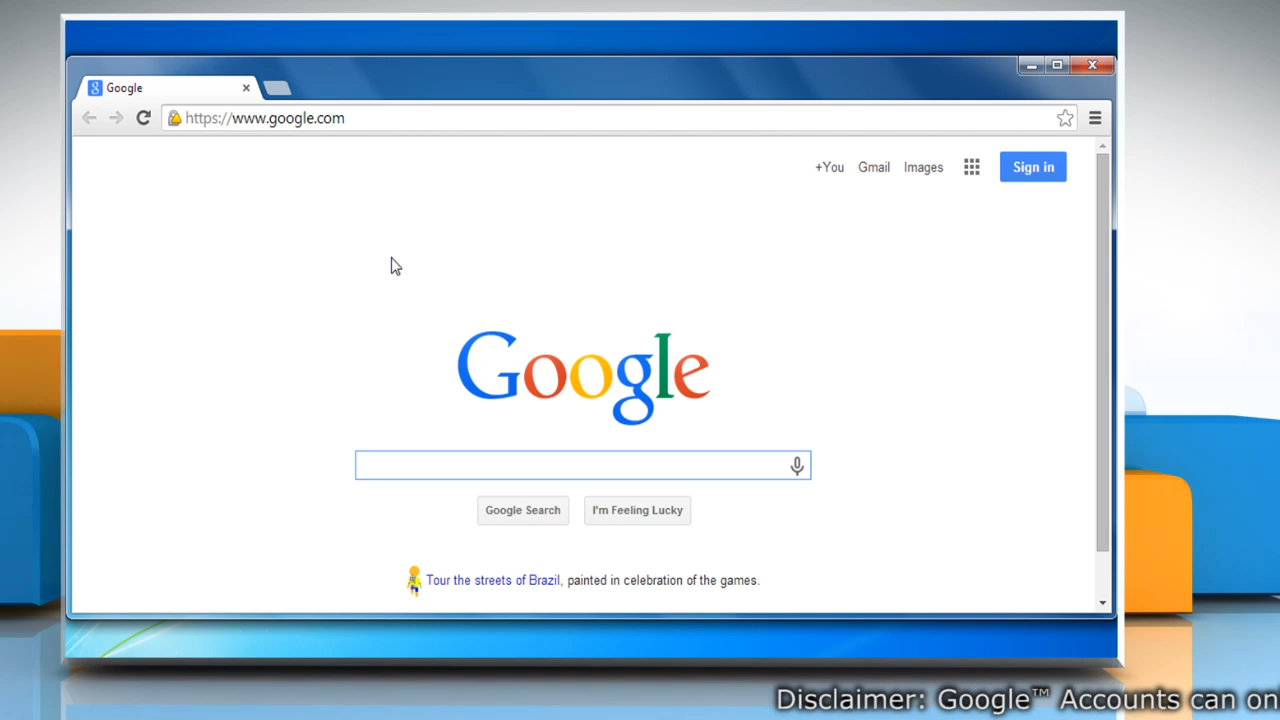 Google
https://www.google.com
+You Gmail Images Sign in
Google
Google Search I'm Feeling Lucky
Tour the streets of Brazil, painted in celebration of the games.
Disclaimer: Google™ Accounts can on